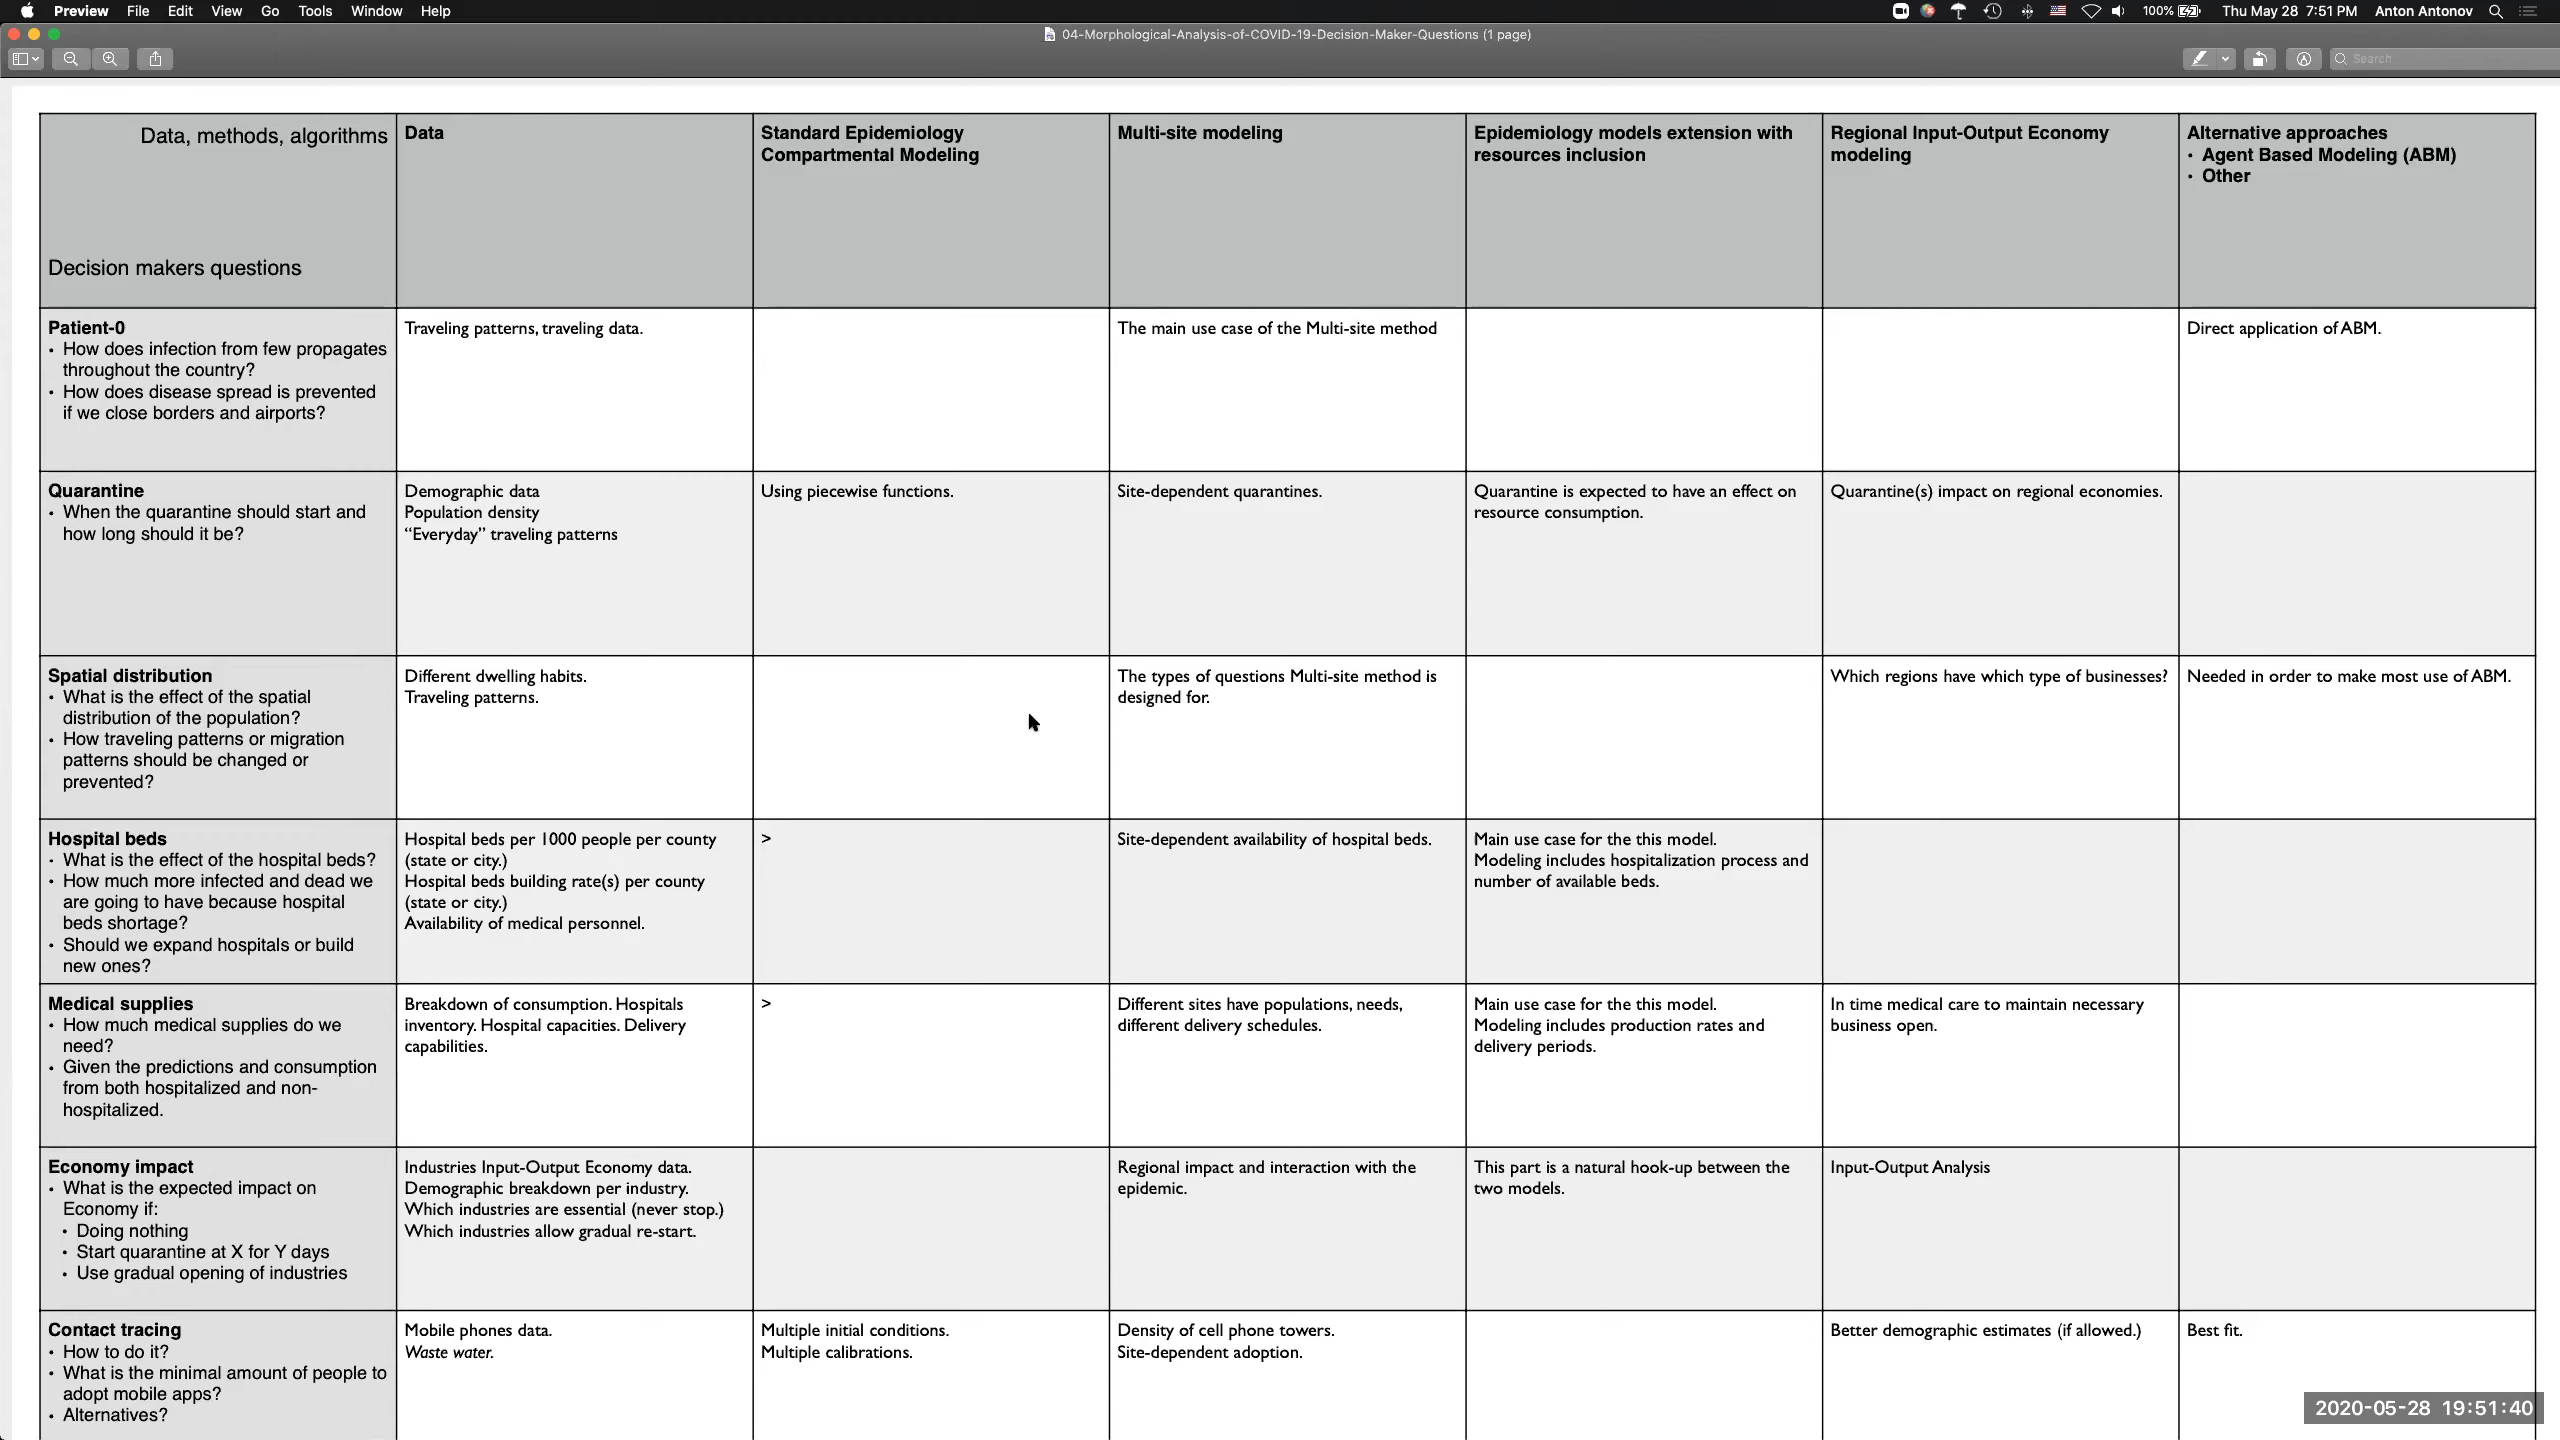 Preview File Edit View Go Tools Window Help
100%
Thu May 28 7:51 PM
Anton Antonov
04-Morphological-Analysis-of-COVID-19-Decision-Maker-Questions (1 page)
Search
Data, methods, algorithms
Decision makers questions
Data
Standard Epidemiology
Compartmental Modeling
Multi-site modeling
Epidemiology models extension with
resources inclusion
Regional Input-Output Economy
modeling
Alternative approaches
• Agent Based Modeling (ABM)
• Other
Patient-0
• How does infection from few propagates
throughout the country?
• How does disease spread is prevented
if we close borders and airports?
Traveling patterns, traveling data.
The main use case of the Multi-site method
Direct application of ABM.
Quarantine
• When the quarantine should start and
how long should it be?
Demographic data
Population density
“Everyday” traveling patterns
Using piecewise functions.
Site-dependent quarantines.
Quarantine is expected to have an effect on
resource consumption.
Quarantine(s) impact on regional economies.
Spatial distribution
• What is the effect of the spatial
distribution of the population?
• How traveling patterns or migration
patterns should be changed or
prevented?
Different dwelling habits.
Traveling patterns.
The types of questions Multi-site method is
designed for.
Which regions have which type of businesses?
Needed in order to make most use of ABM.
Hospital beds
• What is the effect of the hospital beds?
• How much more infected and dead we
are going to have because hospital
beds shortage?
• Should we expand hospitals or build
new ones?
Hospital beds per 1000 people per county
(state or city.)
Hospital beds building rate(s) per county
(state or city.)
Availability of medical personnel.
>
Site-dependent availability of hospital beds.
Main use case for the this model.
Modeling includes hospitalization process and
number of available beds.
Medical supplies
• How much medical supplies do we
need?
• Given the predictions and consumption
from both hospitalized and non-
hospitalized.
Breakdown of consumption. Hospitals
inventory. Hospital capacities. Delivery
capabilities.
>
Different sites have populations, needs,
different delivery schedules.
Main use case for the this model.
Modeling includes production rates and
delivery periods.
In time medical care to maintain necessary
business open.
Economy impact
• What is the expected impact on
Economy if:
• Doing nothing
• Start quarantine at X for Y days
• Use gradual opening of industries
Industries Input-Output Economy data.
Demographic breakdown per industry.
Which industries are essential (never stop.)
Which industries allow gradual re-start.
Regional impact and interaction with the
epidemic.
This part is a natural hook-up between the
two models.
Input-Output Analysis
Contact tracing
• How to do it?
• What is the minimal amount of people to
adopt mobile apps?
• Alternatives?
Mobile phones data.
Waste water.
Multiple initial conditions.
Multiple calibrations.
Density of cell phone towers.
Site-dependent adoption.
Better demographic estimates (if allowed.)
Best fit.
2020-05-28 19:51:40